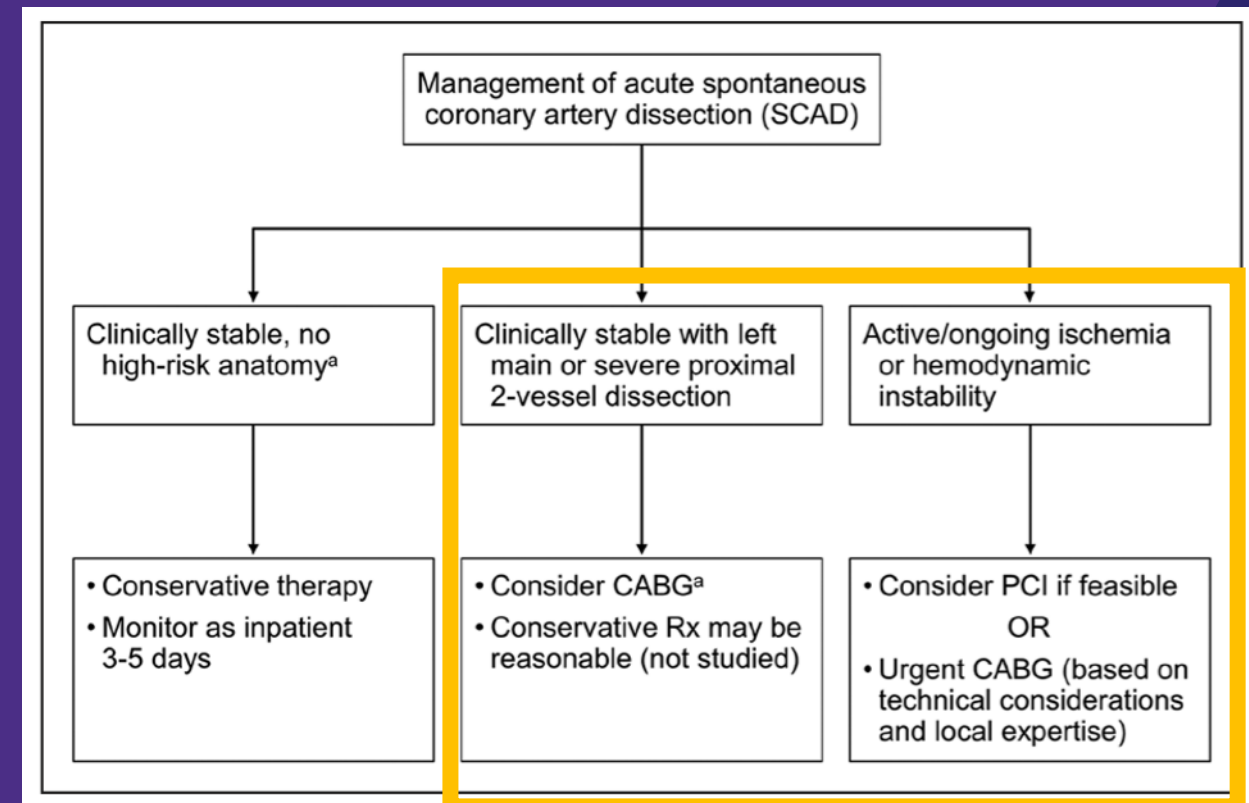 Management of acute spontaneous
coronary artery dissection (SCAD)
Clinically stable, no
high-risk anatomyᵃ
Clinically stable with left
main or severe proximal
2-vessel dissection
Active/ongoing ischemia
or hemodynamic
instability
• Conservative therapy
• Monitor as inpatient
3-5 days
• Consider CABGᵃ
• Conservative Rx may be
reasonable (not studied)
• Consider PCI if feasible
OR
• Urgent CABG (based on
technical considerations
and local expertise)